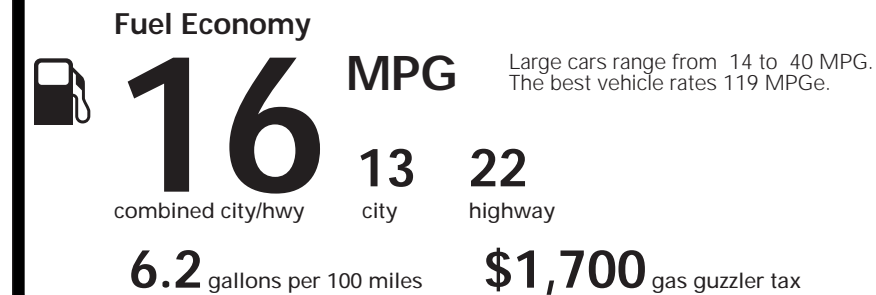 Fuel Economy
16 MPG
Large cars range from 14 to 40 MPG.
The best vehicle rates 119 MPGe.
13 22
combined city/hwy city highway
6.2 gallons per 100 miles $1,700 gas guzzler tax